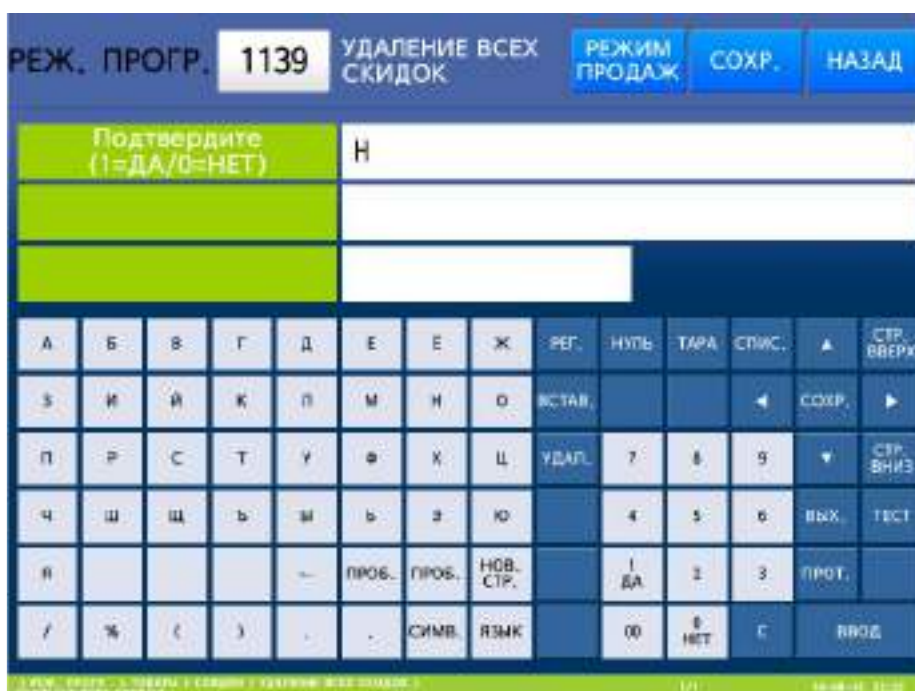 РЕЖ. ПРОГР. 1139 УДАЛЕНИЕ ВСЕХ СКИДОК РЕЖИМ ПРОДАЖ СОХР. НАЗАД
Подтвердите
(1=ДА/0=НЕТ)
Н
А Б В Г Д Е Ё Ж РЕГ. НУЛЬ ТАРА СПИС. ▲ СТР. ВВЕРХ
З И Й К Л М Н О ВСТАВ. ◀ СОХР. ▶
П Р С Т У Ф Х Ц УДАЛ. 7 8 9 ▼ СТР. ВНИЗ
Ч Ш Щ Ъ Ы Ь Э Ю 4 5 6 ВЫХ. ТЕСТ
Я ПРОБ. ПРОБ. НОВ. СТР. 1 ДА 2 3 ПРОТ.
/ % ( ) . СИМВ. ЯЗЫК 00 0 НЕТ C ВВОД
1/1